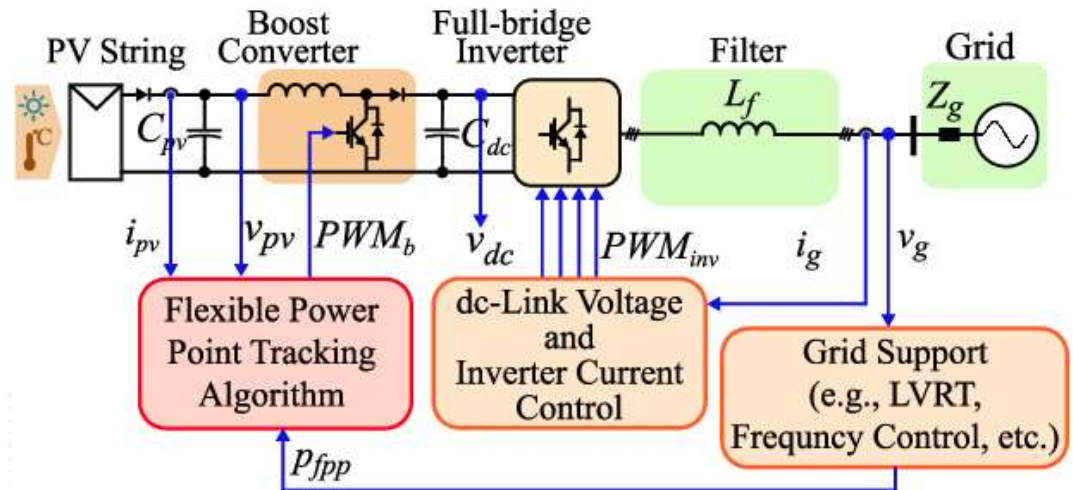 PV String
Boost
Converter
Full-bridge
Inverter
Filter
Grid
°C
C_pv
C_dc
L_f
Z_g
i_pv
v_pv
PWM_b
v_dc
PWM_inv
i_g
v_g
Flexible Power
Point Tracking
Algorithm
dc-Link Voltage
and
Inverter Current
Control
Grid Support
(e.g., LVRT,
Frequncy Control, etc.)
p_fpp